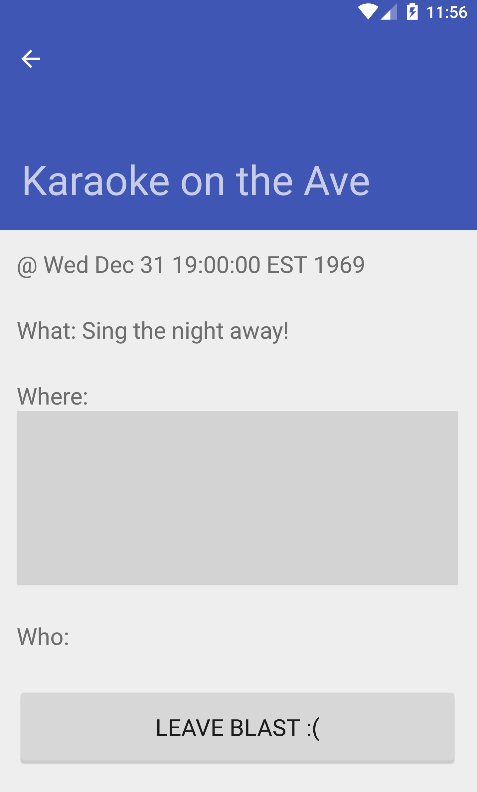 11:56
Karaoke on the Ave
@ Wed Dec 31 19:00:00 EST 1969
What: Sing the night away!
Where:
Who:
LEAVE BLAST :(